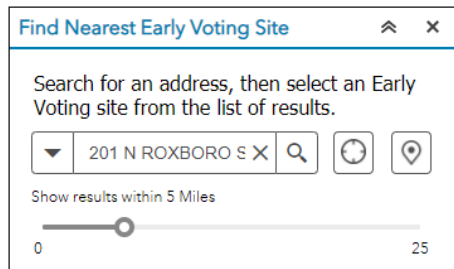 Find Nearest Early Voting Site
Search for an address, then select an Early
Voting site from the list of results.
201 N ROXBORO S
Show results within 5 Miles
0 25